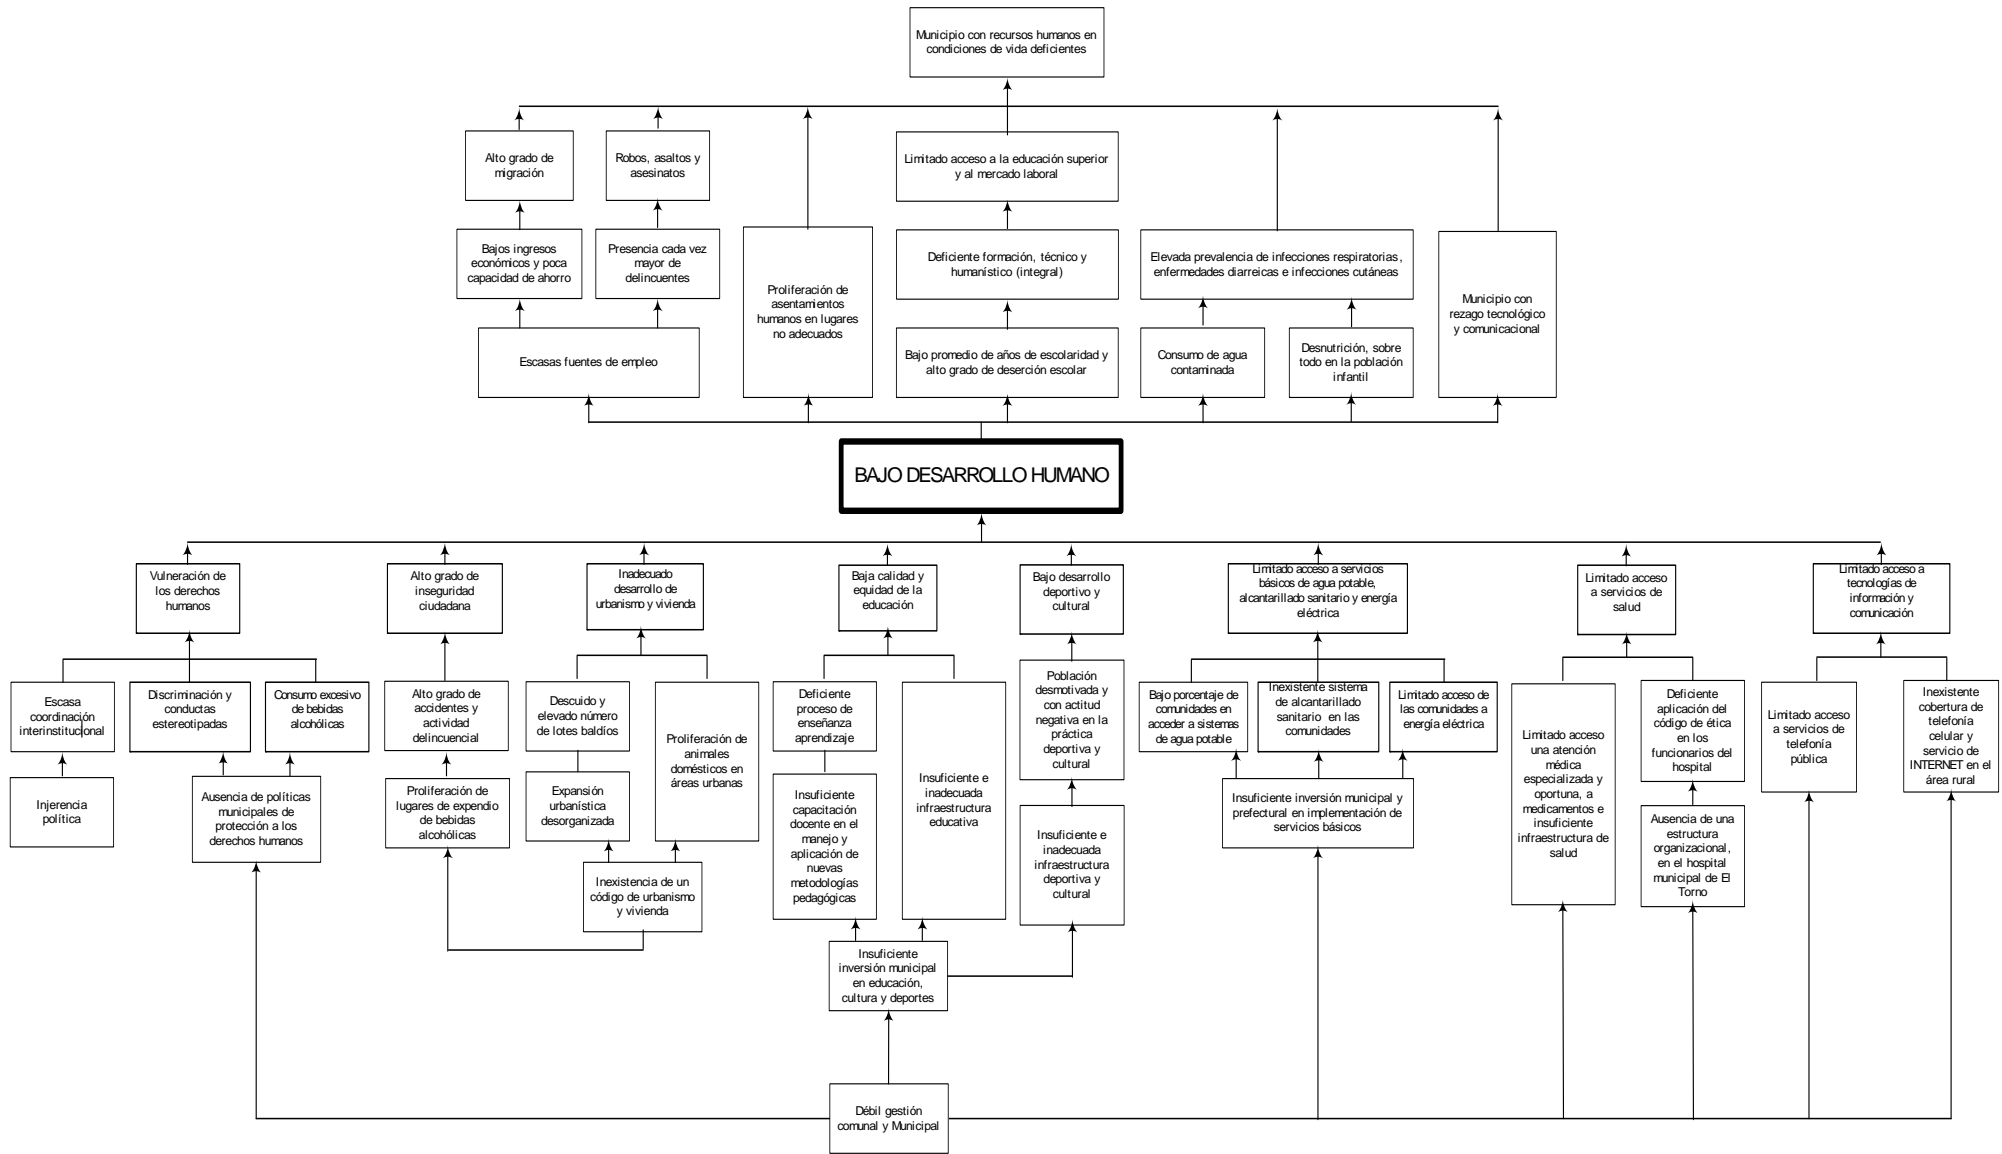 Municipio con recursos humanos en
condiciones de vida deficientes
Alto grado de
migración
Robos, asaltos y
asesinatos
Limitado acceso a la educación superior
y al mercado laboral
Bajos ingresos
económicos y poca
capacidad de ahorro
Presencia cada vez
mayor de
delincuentes
Proliferación de
asentamientos
humanos en lugares
no adecuados
Deficiente formación, técnico y
humanístico (integral)
Elevada prevalencia de infecciones respiratorias,
enfermedades diarreicas e infecciones cutáneas
Municipio con
rezago tecnológico
y comunicacional
Escasas fuentes de empleo
Bajo promedio de años de escolaridad y
alto grado de deserción escolar
Consumo de agua
contaminada
Desnutrición, sobre
todo en la población
infantil
BAJO DESARROLLO HUMANO
Vulneración de
los derechos
humanos
Alto grado de
inseguridad
ciudadana
Inadecuado
desarrollo de
urbanismo y vivienda
Baja calidad y
equidad de la
educación
Bajo desarrollo
deportivo y
cultural
Limitado acceso a servicios
básicos de agua potable,
alcantarillado sanitario y energía
eléctrica
Limitado acceso
a servicios de
salud
Limitado acceso a
tecnologías de
información y
comunicación
Escasa
coordinación
interinstitucional
Discriminación y
conductas
estereotipadas
Consumo excesivo
de bebidas
alcohólicas
Alto grado de
accidentes y
actividad
delincuencial
Descuido y
elevado número
de lotes baldíos
Proliferación de
animales
domésticos en
áreas urbanas
Deficiente
proceso de
enseñanza
aprendizaje
Insuficiente e
inadecuada
infraestructura
educativa
Población
desmotivada y
con actitud
negativa en la
práctica
deportiva y
cultural
Bajo porcentaje de
comunidades en
acceder a sistemas
de agua potable
Inexistente sistema
de alcantarillado
sanitario en las
comunidades
Limitado acceso de
las comunidades a
energía eléctrica
Limitado acceso
una atención
médica
especializada y
oportuna, a
medicamentos e
insuficiente
infraestructura de
salud
Deficiente
aplicación del
código de ética
en los
funcionarios del
hospital
Limitado acceso
a servicios de
telefonía
pública
Inexistente
cobertura de
telefonía
celular y
servicio de
INTERNET en el
área rural
Injerencia
política
Ausencia de políticas
municipales de
protección a los
derechos humanos
Proliferación de
lugares de expendio
de bebidas
alcohólicas
Expansión
urbanística
desorganizada
Insuficiente
capacitación
docente en el
manejo y
aplicación de
nuevas
metodologías
pedagógicas
Insuficiente e
inadecuada
infraestructura
deportiva y
cultural
Insuficiente inversión municipal y
prefectural en implementación de
servicios básicos
Ausencia de una
estructura
organizacional,
en el hospital
municipal de El
Torno
Inexistencia de un
código de urbanismo
y vivienda
Insuficiente
inversión municipal
en educación,
cultura y deportes
Débil gestión
comunal y Municipal